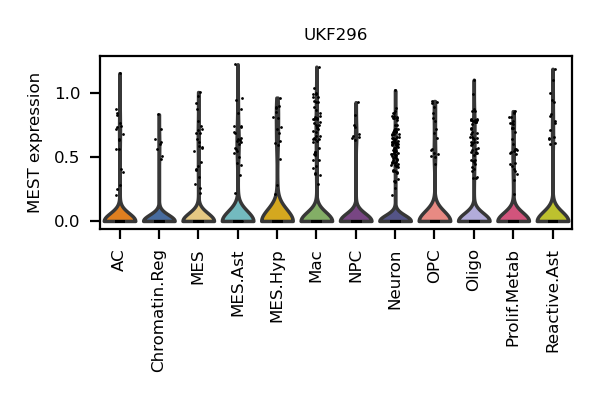 UKF296
MEST expression
1.0
0.5
0.0
AC
Chromatin.Reg
MES
MES.Ast
MES.Hyp
Mac
NPC
Neuron
OPC
Oligo
Prolif.Metab
Reactive.Ast